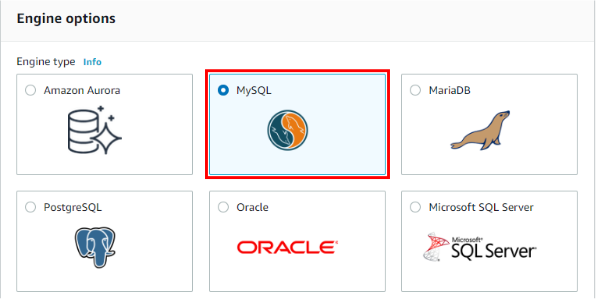 Engine options
Engine type Info
Amazon Aurora
MySQL
MariaDB
PostgreSQL
Oracle
ORACLE
Microsoft SQL Server
Microsoft
SQL Server